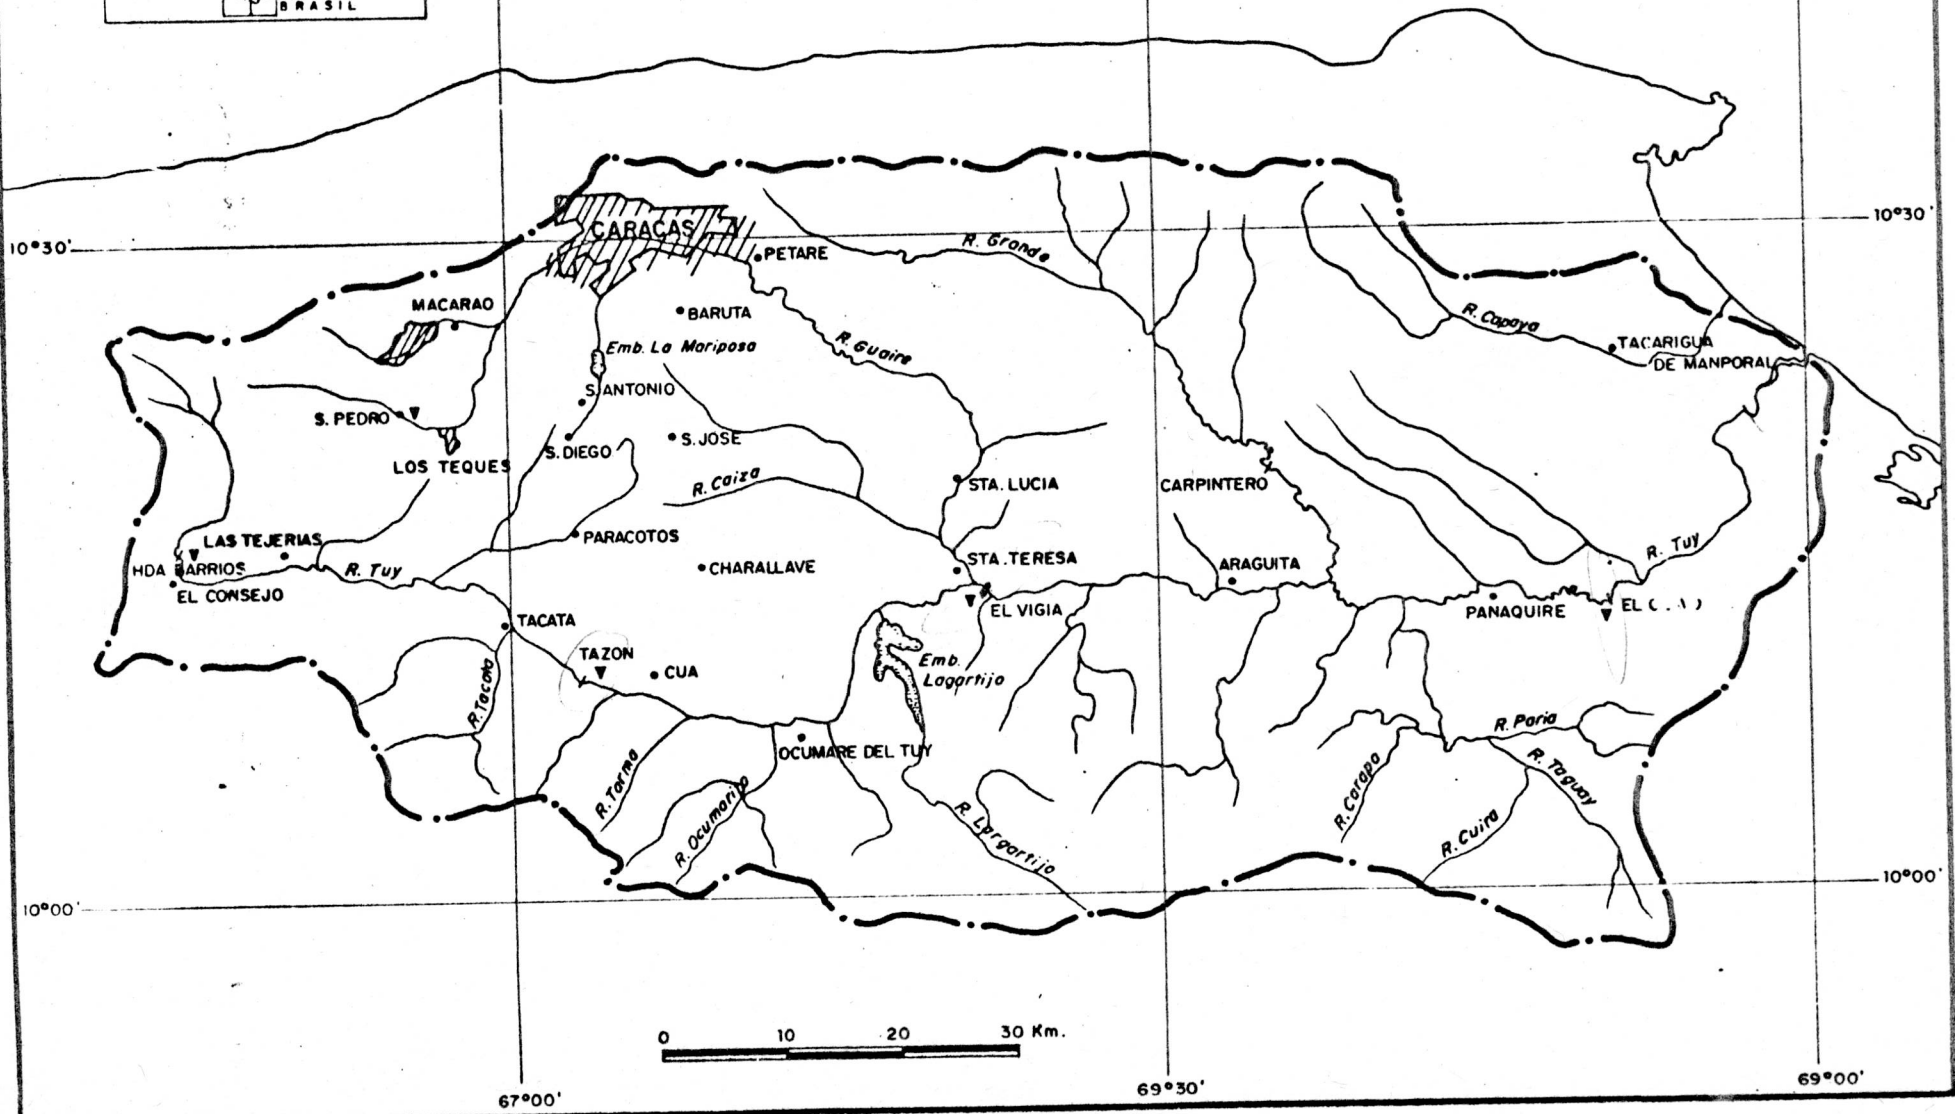 BRASIL
10°30'
10°30'
CARACAS
PETARE
R. Grande
MACARAO
BARUTA
R. Capaya
TACARIGUA
DE MANPORAL
Emb. La Mariposa
R. Guaire
S. ANTONIO
S. PEDRO
S. DIEGO
S. JOSE
LOS TEQUES
R. Caiza
STA. LUCIA
CARPINTERO
LAS TEJERIAS
PARACOTOS
R. Tuy
HDA BARRIOS
R. Tuy
CHARALLAVE
STA. TERESA
ARAGUITA
EL CONSEJO
EL VIGIA
PANAQUIRE
EL
TACATA
TAZON
CUA
Emb.
Lagartijo
R. Tacata
R. Paria
OCUMARE DEL TUY
R. Tarma
R. Ocumarito
R. Largartijo
R. Carapa
R. Taguay
R. Cuira
10°00'
10°00'
0 10 20 30 Km.
67°00'
69°30'
69°00'